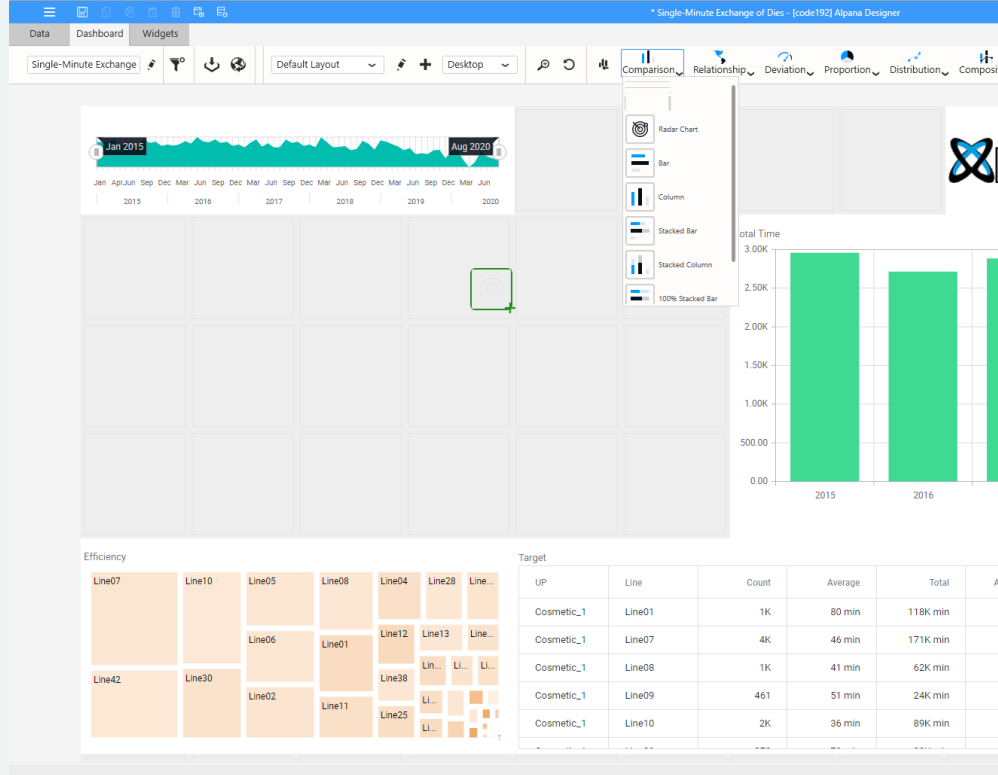 * Single-Minute Exchange of Dies - [code192] Alpana Designer
Data Dashboard Widgets
Single-Minute Exchange Default Layout Desktop Comparison Relationship Deviation Proportion Distribution
Radar Chart
Bar
Column
Stacked Bar
Stacked Column
100% Stacked Bar
Jan 2015 Aug 2020
Jan Apr Jun Sep Dec Mar Jun Sep Dec Mar Jun Sep Dec Mar Jun Sep Dec Mar Jun Sep Dec Mar Jun
2015 2016 2017 2018 2019 2020
otal Time
3.00K
2.50K
2.00K
1.50K
1.00K
500.00
0.00
2015 2016
Efficiency
Line07 Line10 Line05 Line08 Line04 Line28 Line...
Line12 Line13 Line...
Line06 Line01
Lin... Li... Li...
Line42 Line30 Line38
Line02 Li...
Line11 Line25
Li...
Target
UP Line Count Average Total
Cosmetic_1 Line01 1K 80 min 118K min
Cosmetic_1 Line07 4K 46 min 171K min
Cosmetic_1 Line08 1K 41 min 62K min
Cosmetic_1 Line09 461 51 min 24K min
Cosmetic_1 Line10 2K 36 min 89K min